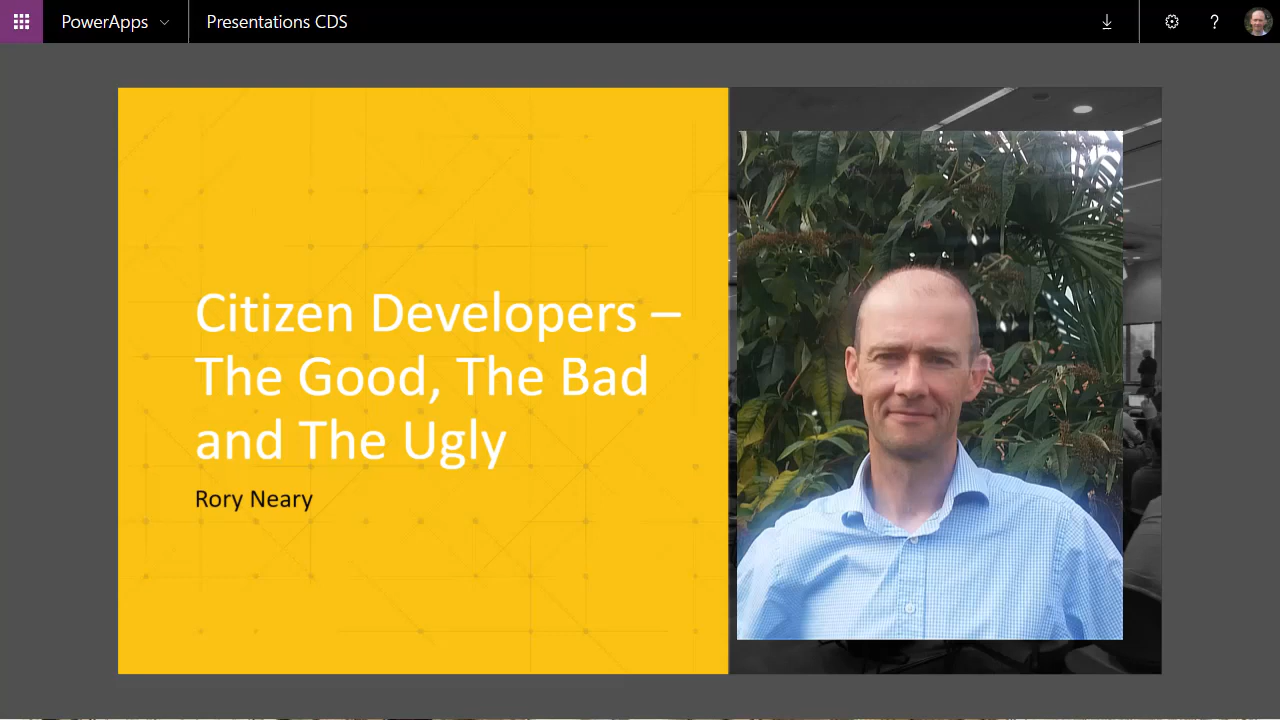 PowerApps
Presentations CDS
?
Citizen Developers –
The Good, The Bad
and The Ugly
Rory Neary